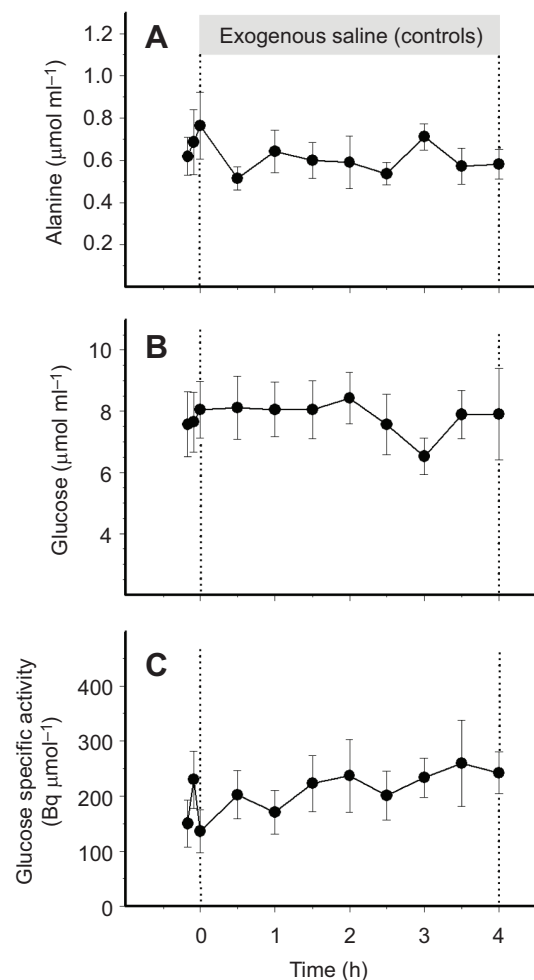 A
Exogenous saline (controls)
Alanine (μmol ml–1)
1.2
1.0
0.8
0.6
0.4
0.2
B
Glucose (μmol ml–1)
10
8
6
4
C
Glucose specific activity
(Bq μmol–1)
400
300
200
100
0
0 1 2 3 4
Time (h)